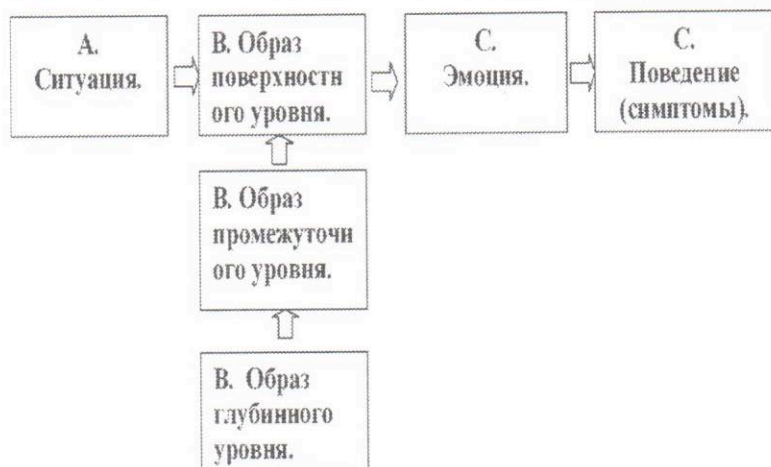 А.
Ситуация.
В. Образ
поверхностн
ого уровня.
С.
Эмоция.
С.
Поведение
(симптомы).
В. Образ
промежуточн
ого уровня.
В. Образ
глубинного
уровня.